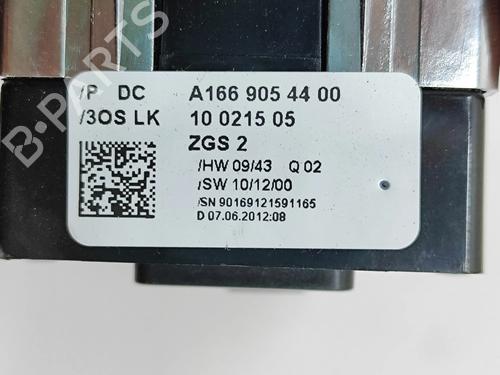 /P DC A166 905 44 00
/3OS LK 10 0215 05
ZGS 2
/HW 09/43 Q 02
/SW 10/12/00
/SN 90169121591165
D 07.06.2012:08
B-PARTS